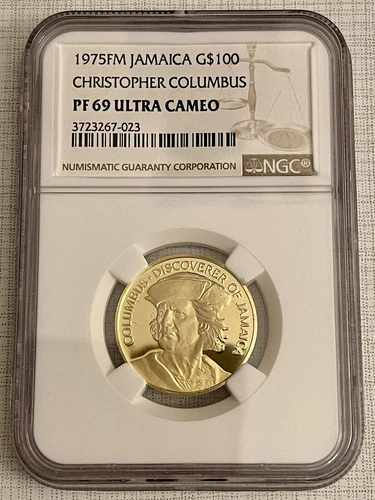 1975FM JAMAICA G$100
CHRISTOPHER COLUMBUS
PF 69 ULTRA CAMEO
3723267-023
NUMISMATIC GUARANTY CORPORATION
NGC®
COLUMBUS · DISCOVERER OF JAMAICA